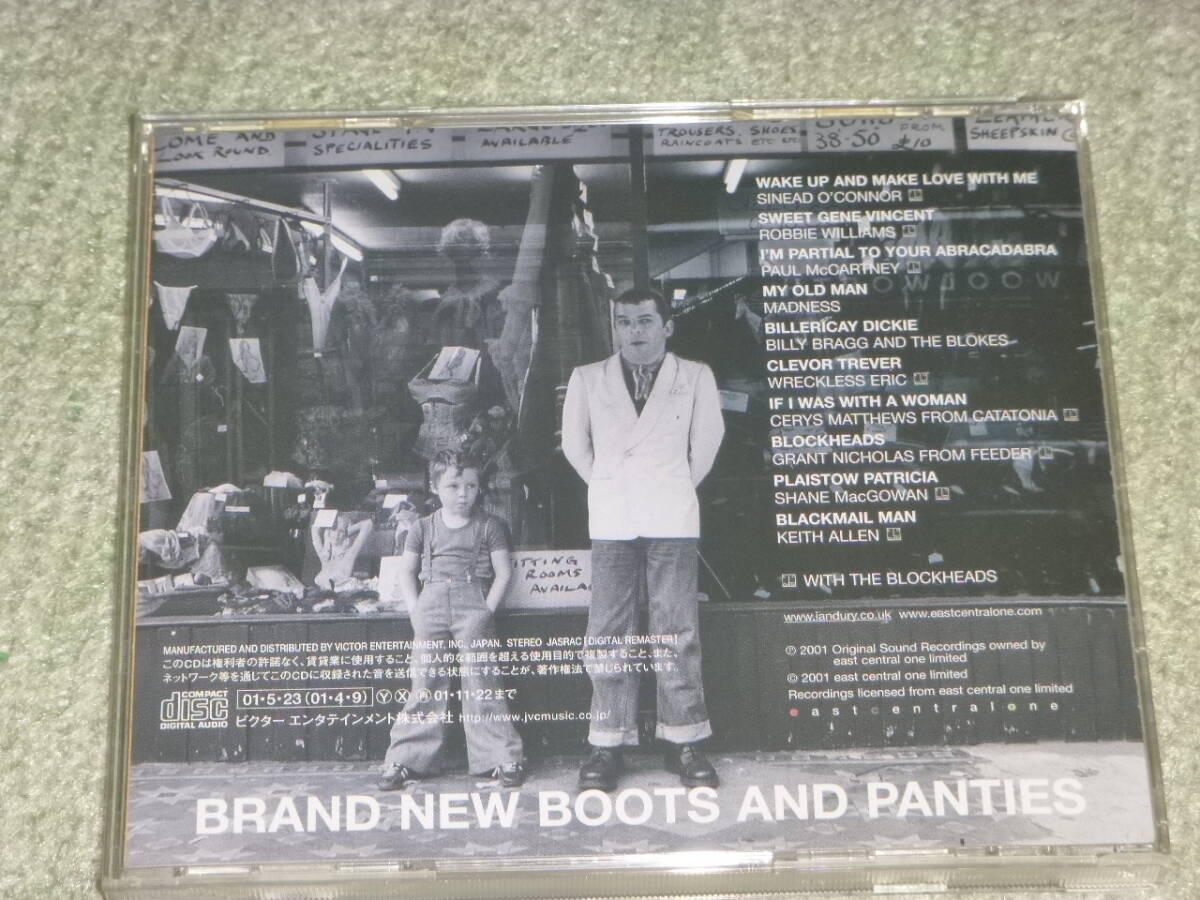 COME AND
LOOK ROUND.
SPECIALITIES
AVAILABLE
TROUSERS, SHOES,
RAINCOATS ETC ETC
38-50 FROM
£10
SHEEPSKIN
WAKE UP AND MAKE LOVE WITH ME
SINEAD O'CONNOR
SWEET GENE VINCENT
ROBBIE WILLIAMS
I'M PARTIAL TO YOUR ABRACADABRA
PAUL McCARTNEY
MY OLD MAN
MADNESS
BILLERICAY DICKIE
BILLY BRAGG AND THE BLOKES
CLEVOR TREVER
WRECKLESS ERIC
IF I WAS WITH A WOMAN
CERYS MATTHEWS FROM CATATONIA
BLOCKHEADS
GRANT NICHOLAS FROM FEEDER
PLAISTOW PATRICIA
SHANE MacGOWAN
BLACKMAIL MAN
KEITH ALLEN
WITH THE BLOCKHEADS
ITTING
ROOMS
AVAILA
www.iandury.co.uk www.eastcentralone.com
℗ 2001 Original Sound Recordings owned by
east central one limited
© 2001 east central one limited
Recordings licensed from east central one limited
eastcentralone
MANUFACTURED AND DISTRIBUTED BY VICTOR ENTERTAINMENT, INC., JAPAN. STEREO JASRAC [DIGITAL REMASTER]
このCDは権利者の許諾なく、賃貸業に使用すること、個人的な範囲を超える使用目的で複製すること、また、
ネットワーク等を通じてこのCDに収録された音を送信できる状態にすることが、著作権法で禁じられています。
COMPACT
disc
DIGITAL AUDIO
01・5・23 (01・4・9) Ⓨ Ⓧ ㊞ 01・11・22まで
ビクター エンタテインメント株式会社 http://www.jvcmusic.co.jp/
BRAND NEW BOOTS AND PANTIES